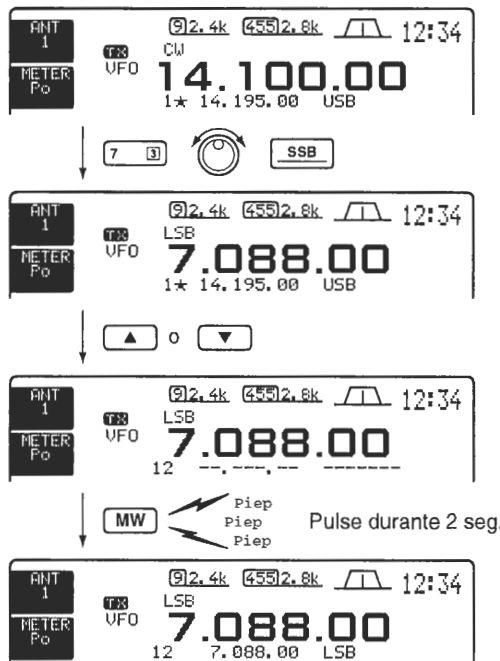 ANT 1 [9]2.4k [455]2.8k 12:34
TX CW
METER Po VFO 14.100.00
1★ 14.195.00 USB
7 3 SSB
ANT 1 [9]2.4k [455]2.8k 12:34
TX LSB
METER Po VFO 7.088.00
1★ 14.195.00 USB
▲ o ▼
ANT 1 [9]2.4k [455]2.8k 12:34
TX LSB
METER Po VFO 7.088.00
12 --.---.-- -------
MW Piep Piep Piep Pulse durante 2 seg.
ANT 1 [9]2.4k [455]2.8k 12:34
TX LSB
METER Po VFO 7.088.00
12 7.088.00 LSB